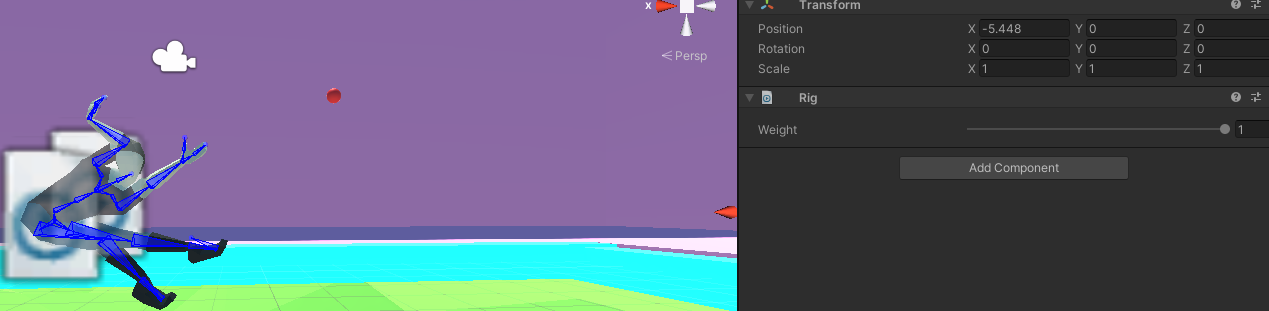 x
Persp
Transform
Position X -5.448 Y 0 Z 0
Rotation X 0 Y 0 Z 0
Scale X 1 Y 1 Z 1
Rig
Weight 1
Add Component